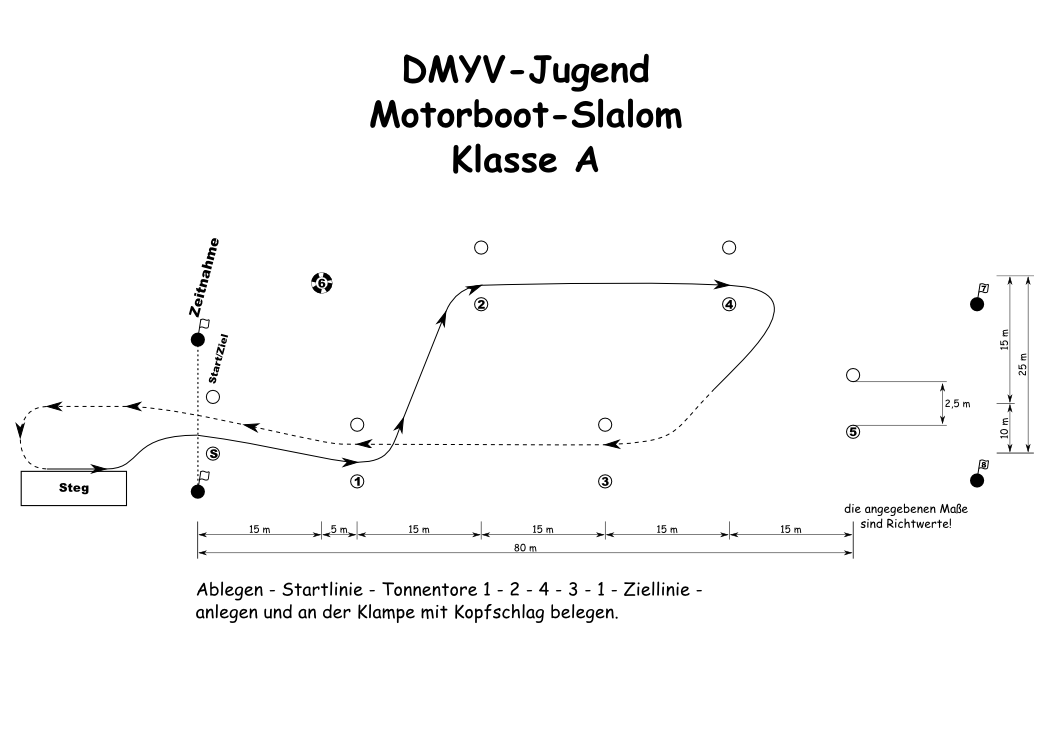 DMYV-Jugend
Motorboot-Slalom
Klasse A
Zeitnahme
Start/Ziel
6
7
2
4
15 m
25 m
2,5 m
10 m
5
S
8
1
3
Steg
die angegebenen Maße
sind Richtwerte!
15 m 5 m 15 m 15 m 15 m 15 m
80 m
Ablegen - Startlinie - Tonnentore 1 - 2 - 4 - 3 - 1 - Ziellinie -
anlegen und an der Klampe mit Kopfschlag belegen.